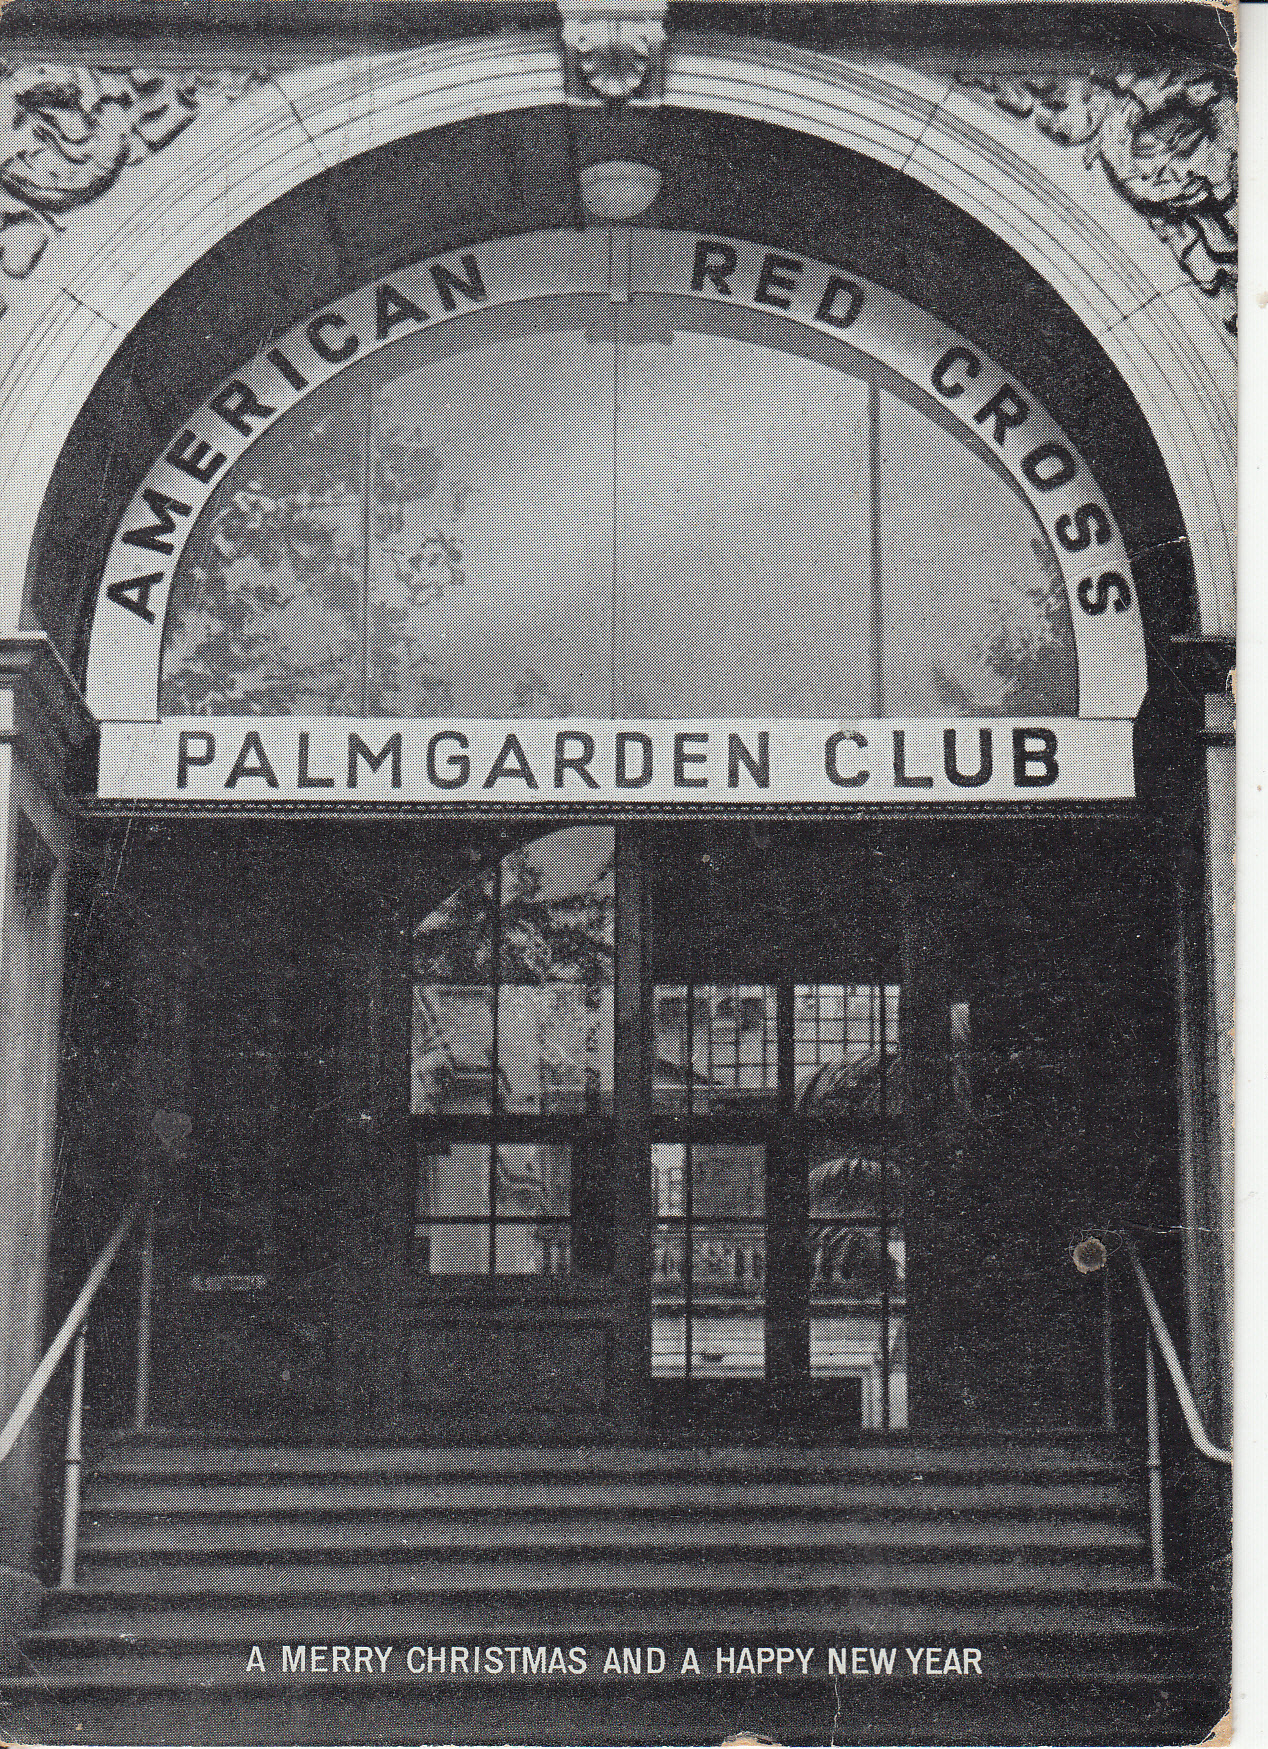 AMERICAN RED CROSS
PALMGARDEN CLUB
A MERRY CHRISTMAS AND A HAPPY NEW YEAR